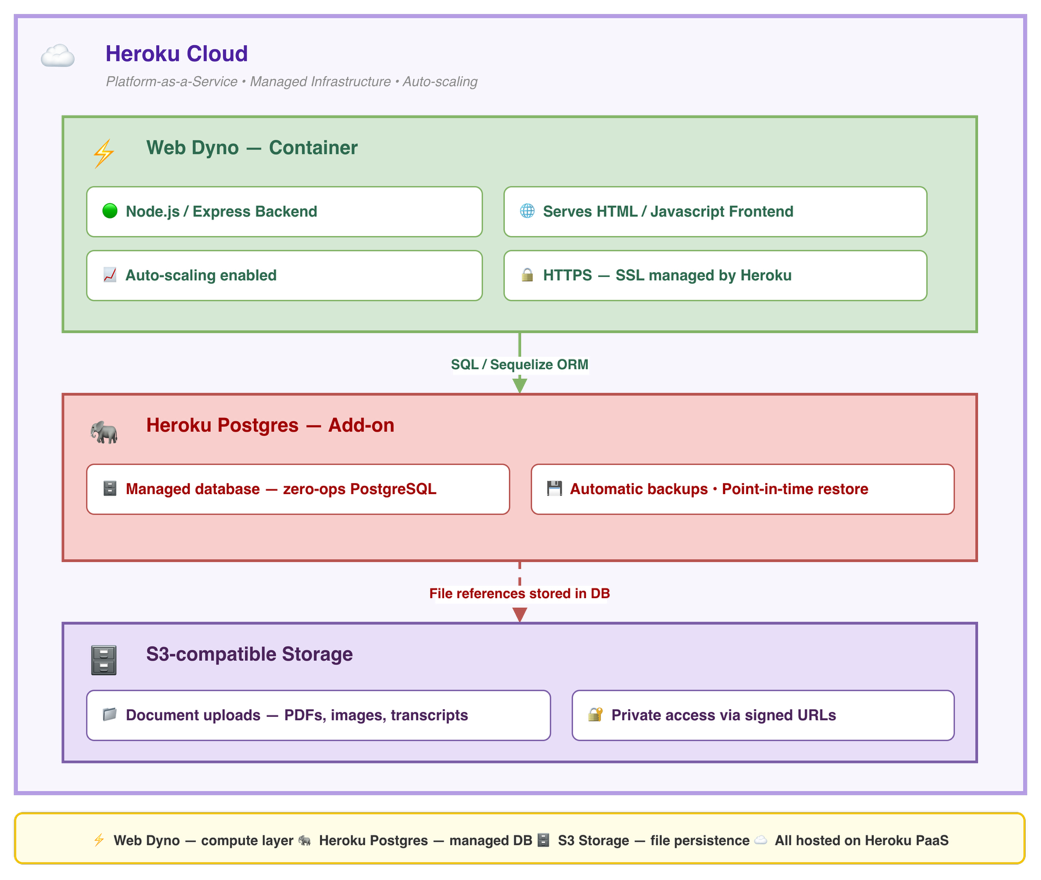 Heroku Cloud
Platform-as-a-Service • Managed Infrastructure • Auto-scaling
Web Dyno — Container
Node.js / Express Backend
Serves HTML / Javascript Frontend
Auto-scaling enabled
HTTPS — SSL managed by Heroku
SQL / Sequelize ORM
Heroku Postgres — Add-on
Managed database — zero-ops PostgreSQL
Automatic backups • Point-in-time restore
File references stored in DB
S3-compatible Storage
Document uploads — PDFs, images, transcripts
Private access via signed URLs
⚡ Web Dyno — compute layer 🐘 Heroku Postgres — managed DB 🗄️ S3 Storage — file persistence ☁️ All hosted on Heroku PaaS